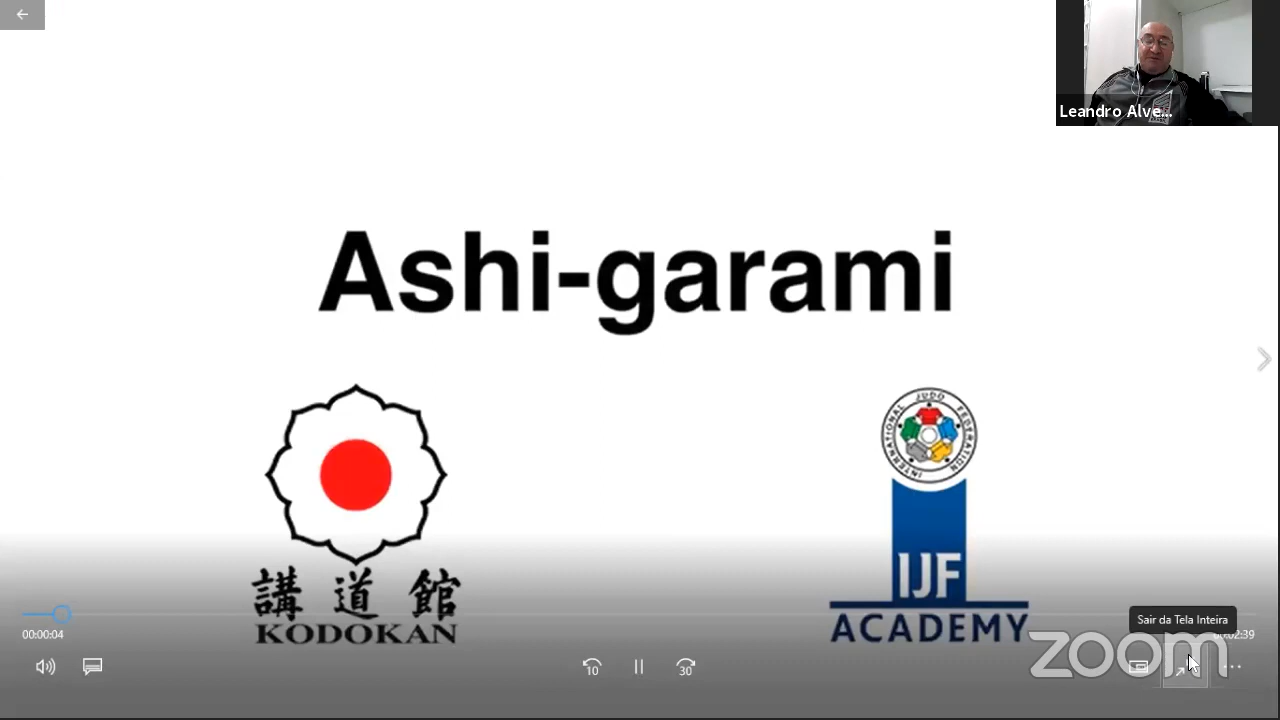 Leandro Alve...
Ashi-garami
INTERNATIONAL JUDO FEDERATION
講道館
KODOKAN
IJF
ACADEMY
Sair da Tela Inteira
00:00:04
00:02:39
10
30
zoom